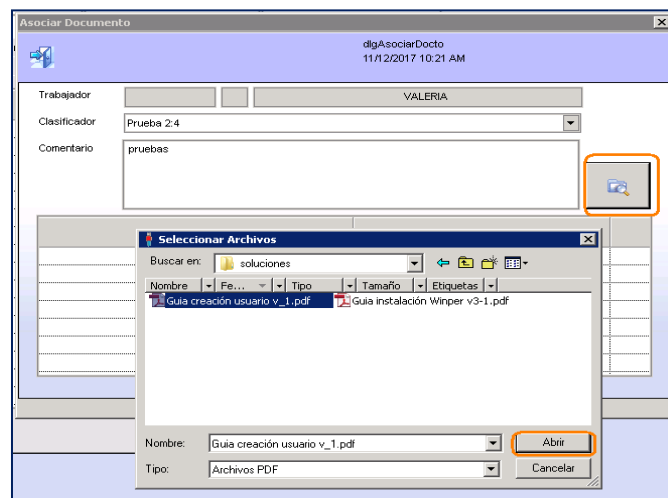 Asociar Documento
dlgAsociarDocto
11/12/2017 10:21 AM
Trabajador
VALERIA
Clasificador
Prueba 2:4
Comentario
pruebas
Seleccionar Archivos
Buscar en:
soluciones
Nombre Fe... Tipo Tamaño Etiquetas
Guia creación usuario v_1.pdf Guia instalación Winper v3-1.pdf
Nombre:
Guia creación usuario v_1.pdf
Abrir
Tipo:
Archivos PDF
Cancelar